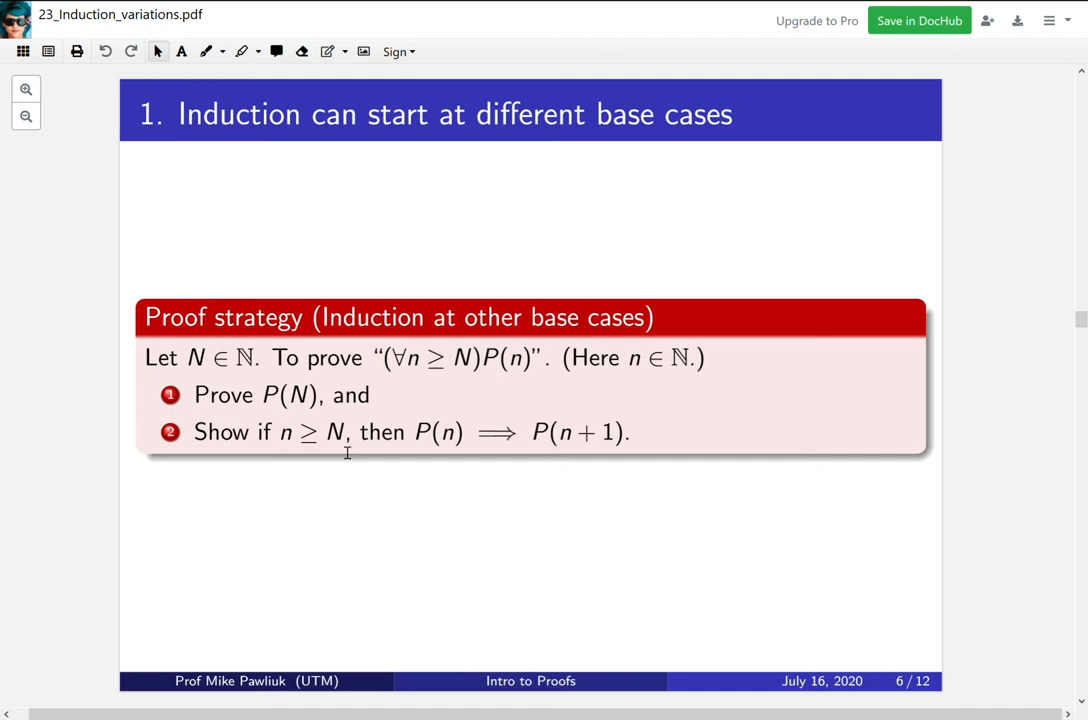 23_Induction_variations.pdf
Upgrade to Pro
Save in DocHub
A
Sign
1. Induction can start at different base cases
Proof strategy (Induction at other base cases)
Let N ∈ ℕ. To prove “(∀n ≥ N)P(n)”. (Here n ∈ ℕ.)
1 Prove P(N), and
2 Show if n ≥ N, then P(n) ⟹ P(n + 1).
Prof Mike Pawliuk (UTM)
Intro to Proofs
July 16, 2020
6 / 12